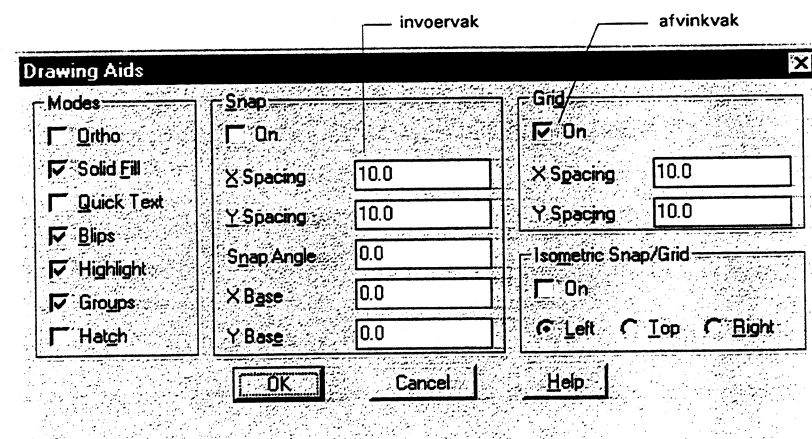 invoervak
afvinkvak
Drawing Aids
Modes
Ortho
Solid Fill
Quick Text
Blips
Highlight
Groups
Hatch
Snap
On
X Spacing 10.0
Y Spacing 10.0
Snap Angle 0.0
X Base 0.0
Y Base 0.0
Grid
On
X Spacing 10.0
Y Spacing 10.0
Isometric Snap/Grid
On
Left Top Right
OK Cancel Help